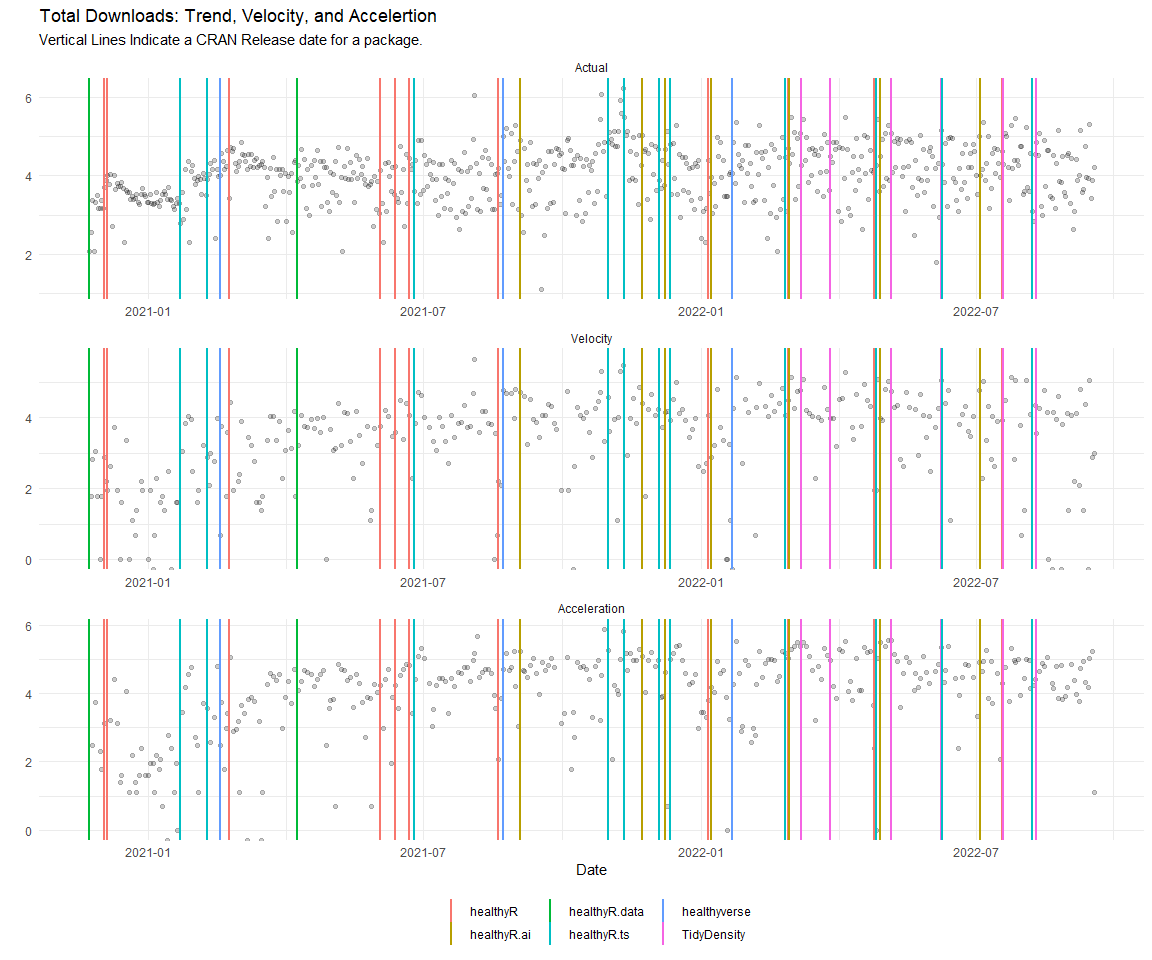 Total Downloads: Trend, Velocity, and Accelertion
Vertical Lines Indicate a CRAN Release date for a package.
Actual
6
4
2
2021-01 2021-07 2022-01 2022-07
Velocity
4
2
0
2021-01 2021-07 2022-01 2022-07
Acceleration
6
4
2
0
2021-01 2021-07 2022-01 2022-07
Date
healthyR healthyR.data healthyverse
healthyR.ai healthyR.ts TidyDensity